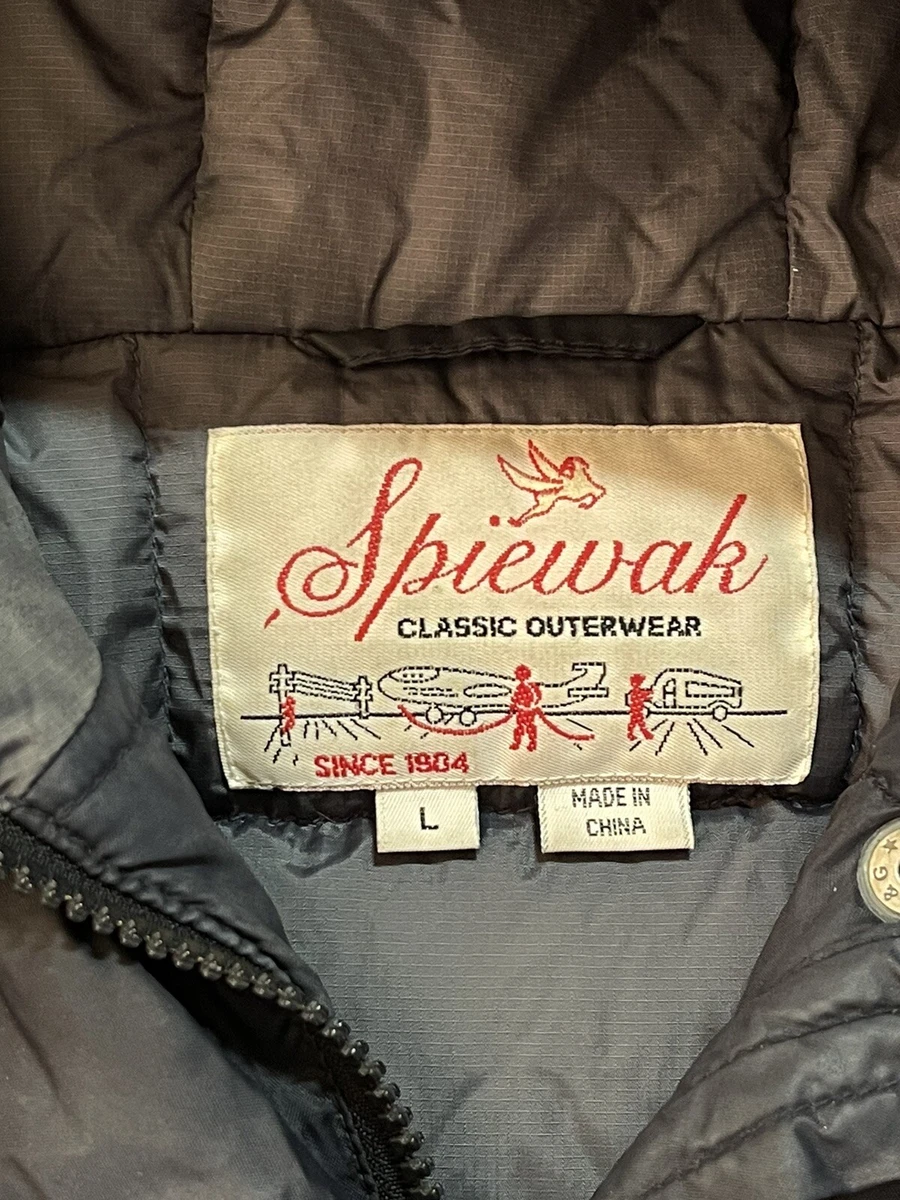 Spiewak
CLASSIC OUTERWEAR
SINCE 1904
L
MADE IN
CHINA
& G ★